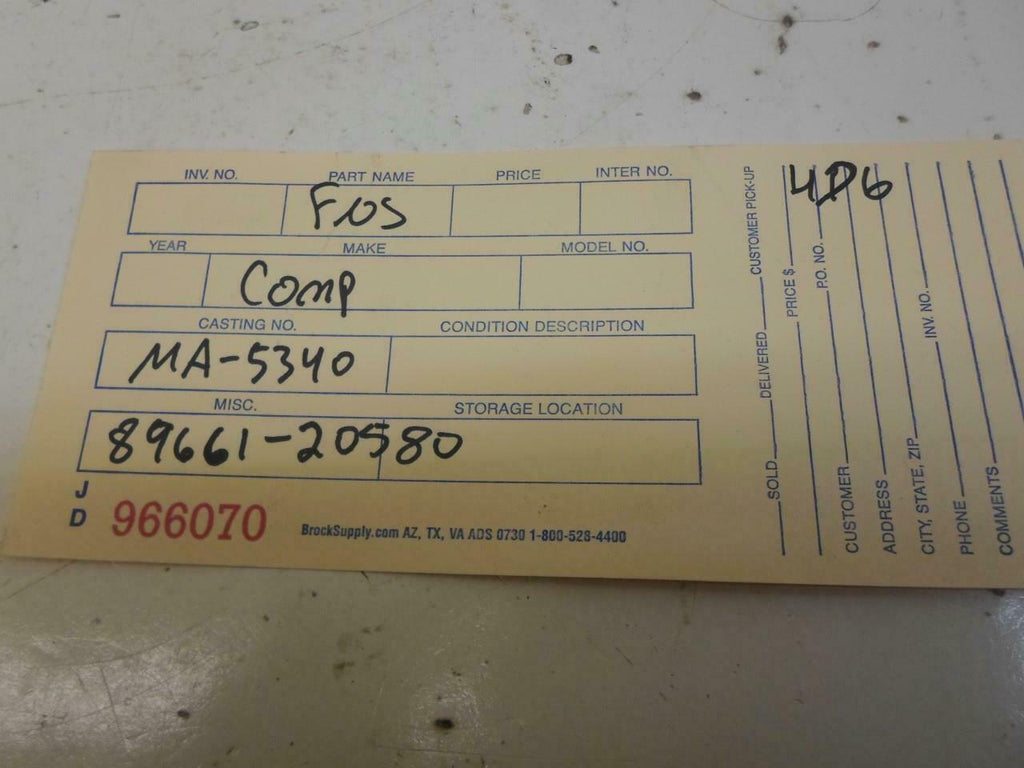 INV. NO. PART NAME PRICE INTER NO.
FJOS
YEAR MAKE MODEL NO.
Comp
CASTING NO. CONDITION DESCRIPTION
MA-5340
MISC. STORAGE LOCATION
89661-20580
J
D
966070 BrockSupply.com AZ, TX, VA ADS 0730 1-800-528-4400
4D6
SOLD DELIVERED CUSTOMER PICK-UP
PRICE $
P.O. NO.
CUSTOMER
ADDRESS
CITY, STATE, ZIP INV. NO.
PHONE
COMMENTS